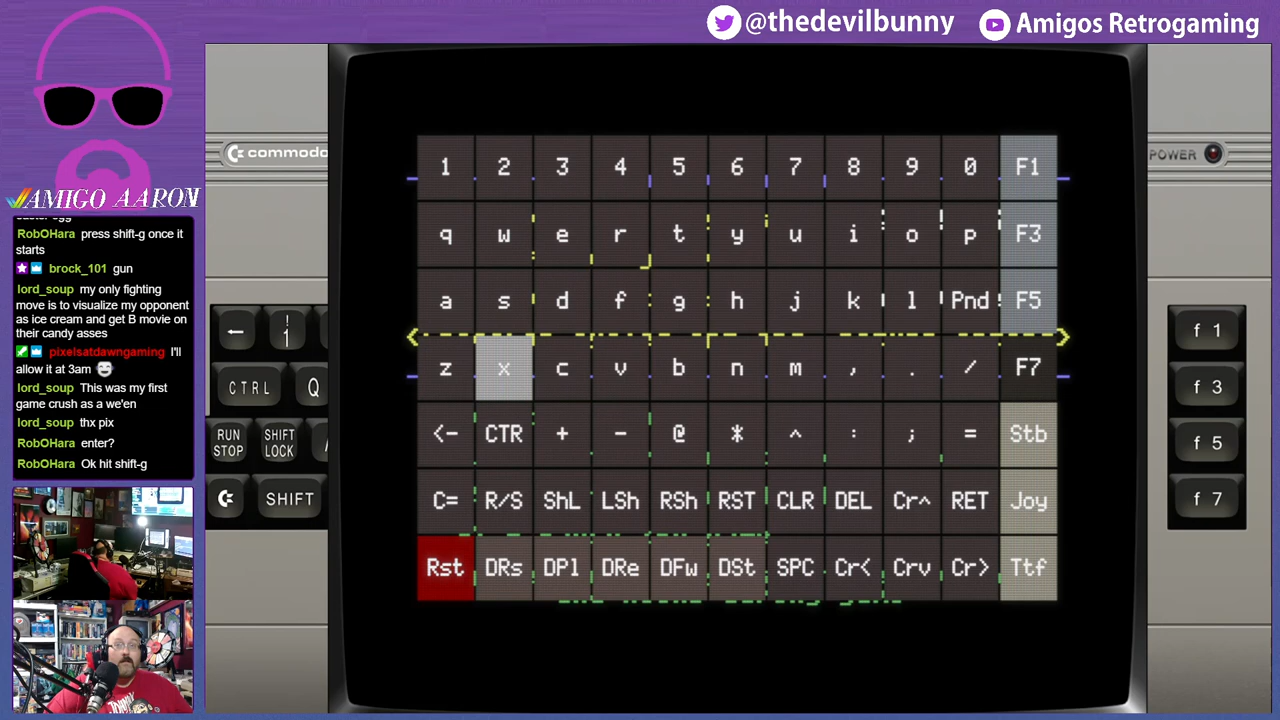 @thedevilbunny Amigos Retrogaming
commodo
POWER
AMIGO AARON
RobOHara press shift-g once it
starts
brock_101 gun
lord_soup my only fighting
move is to visualize my opponent
as ice cream and get B movie on
their candy asses
pixelsatdawngaming I'll
allow it at 3am
lord_soup This was my first
game crush as a we'en
lord_soup thx pix
RobOHara enter?
RobOHara Ok hit shift-g
← ! 1
CTRL Q
RUN STOP SHIFT LOCK
SHIFT
1 2 3 4 5 6 7 8 9 0 F1
q w e r t y u i o p F3
a s d f g h j k l Pnd F5
z x c v b n m , . / F7
<- CTR + - @ * ^ : ; = Stb
C= R/S ShL LSh RSh RST CLR DEL Cr^ RET Joy
Rst DRs DPl DRe DFw DSt SPC Cr< Crv Cr> Ttf
f 1
f 3
f 5
f 7